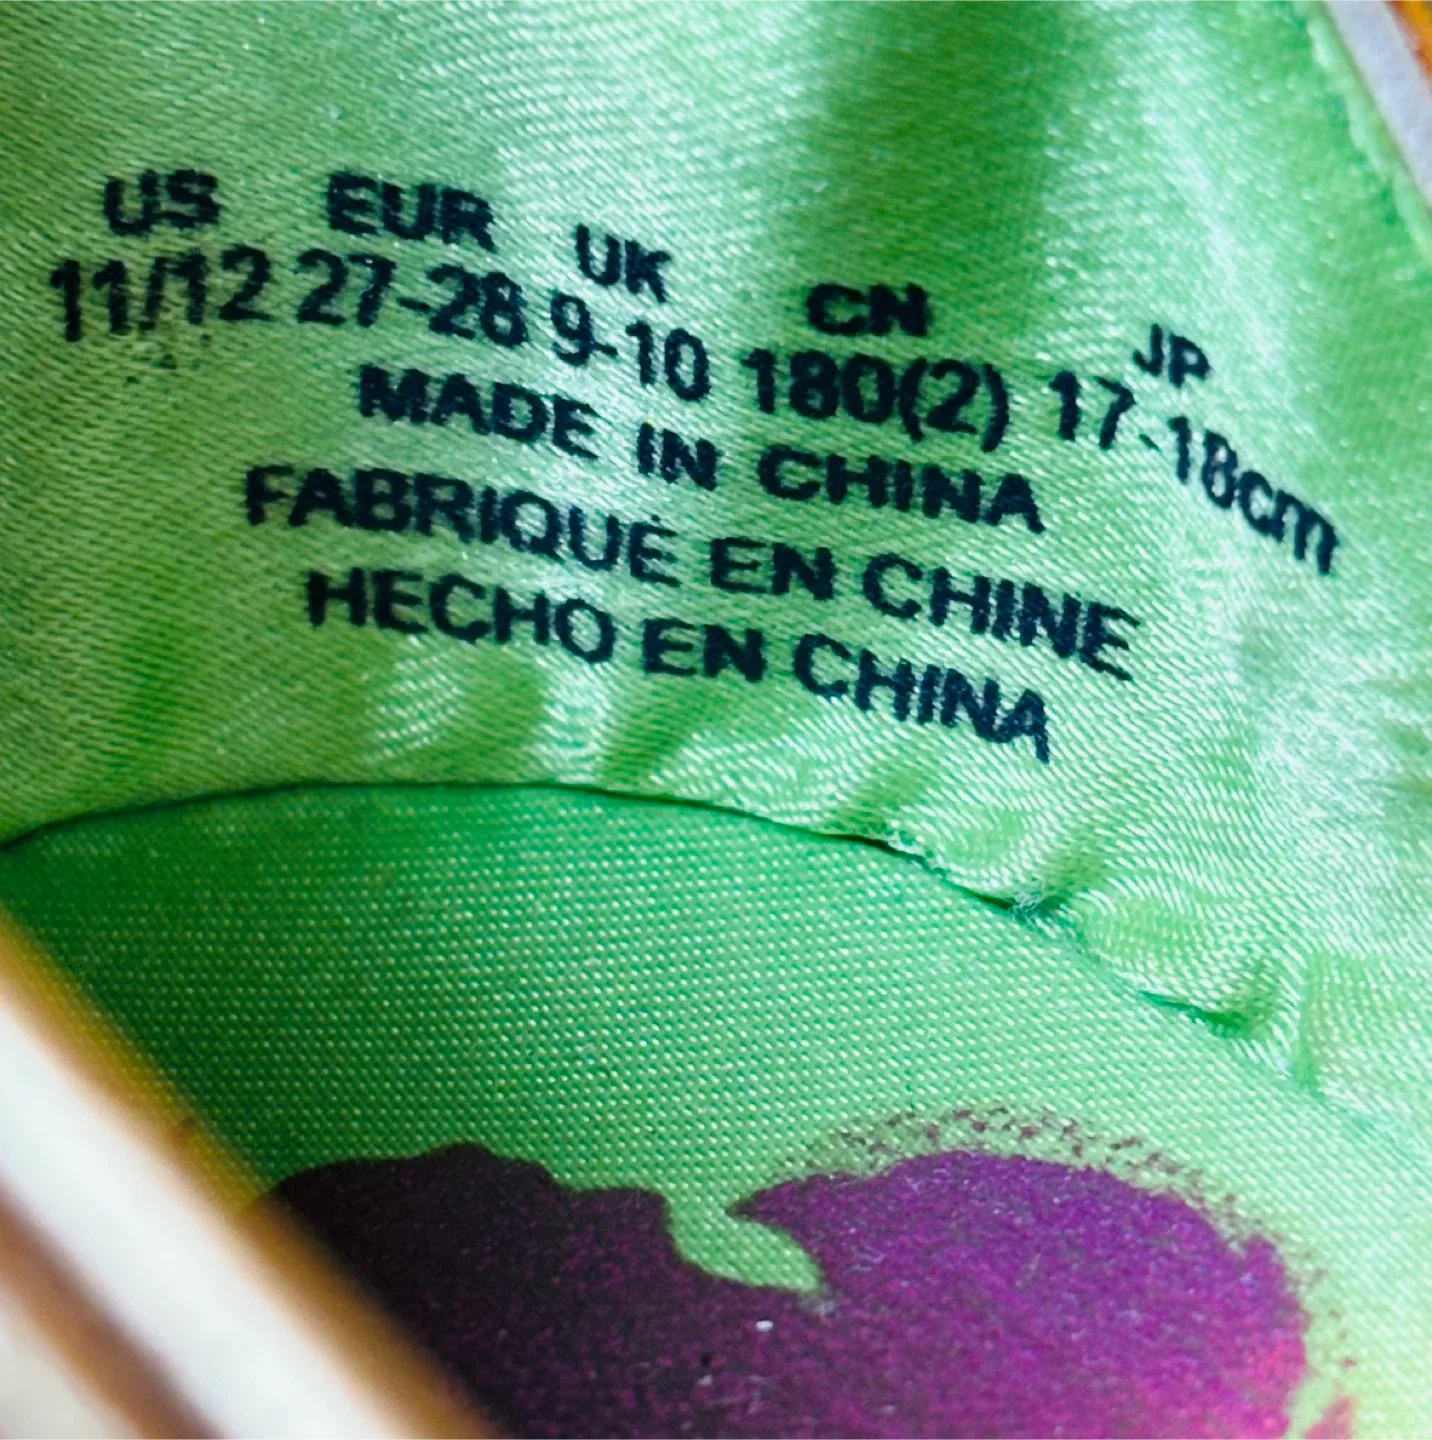 US EUR UK CN JP
11/12 27-28 9-10 180(2) 17-18cm
MADE IN CHINA
FABRIQUÉ EN CHINE
HECHO EN CHINA